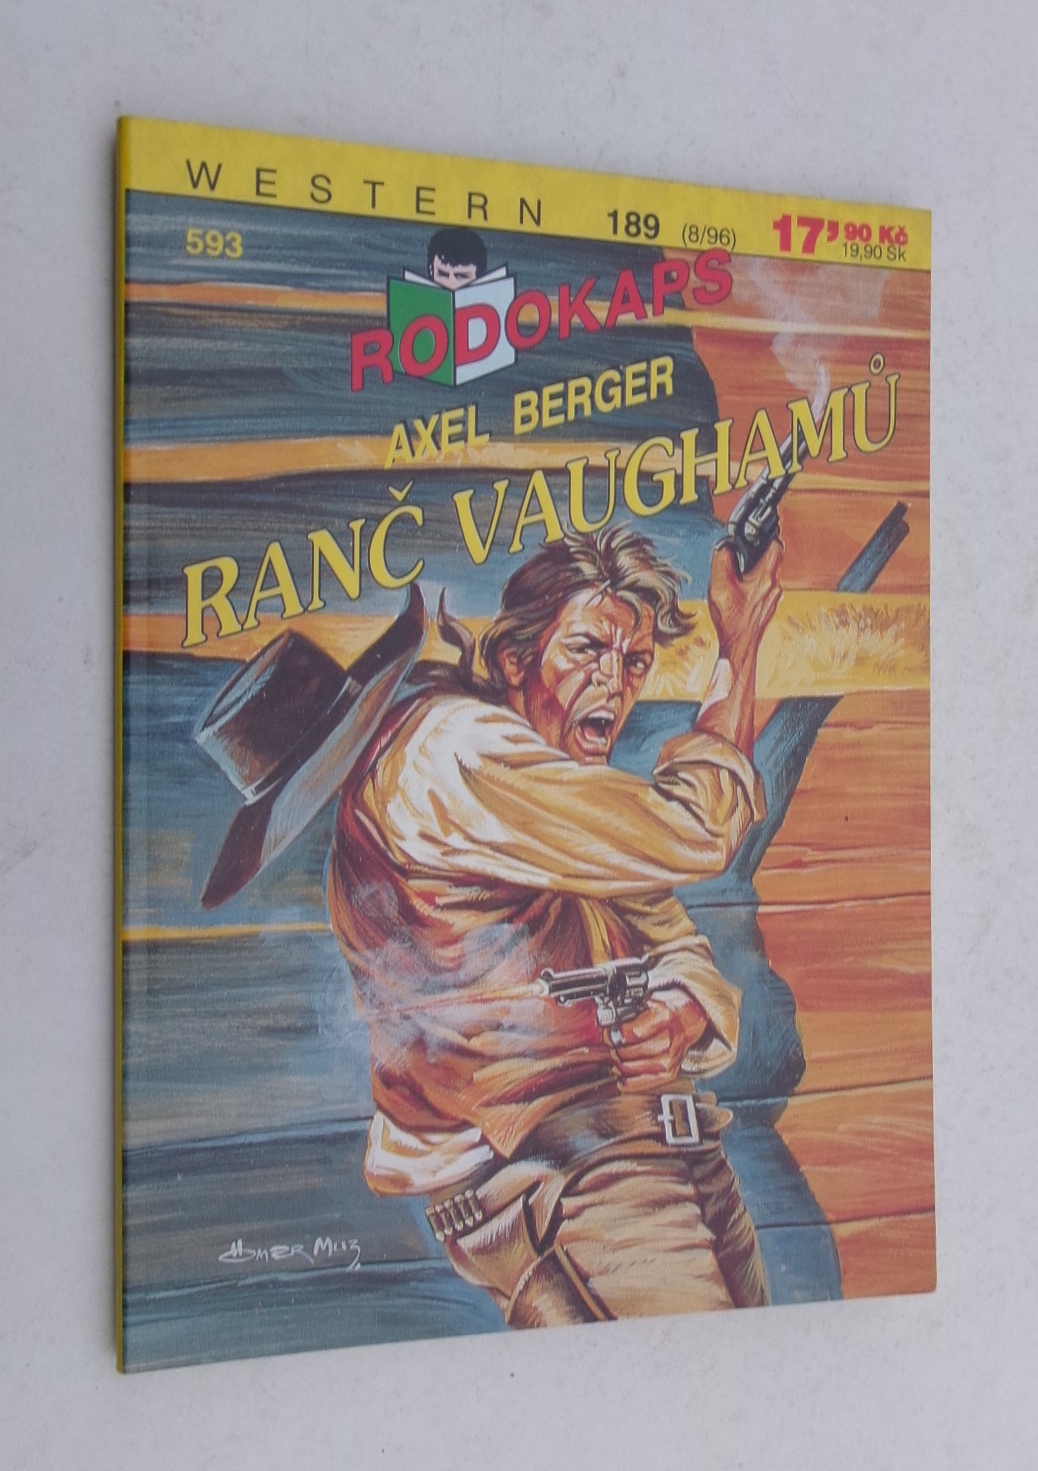 WESTERN 189 (8/96) 17,90 Kč
19,90 Sk
593
RODOKAPS
AXEL BERGER
RANČ VAUGHAMŮ